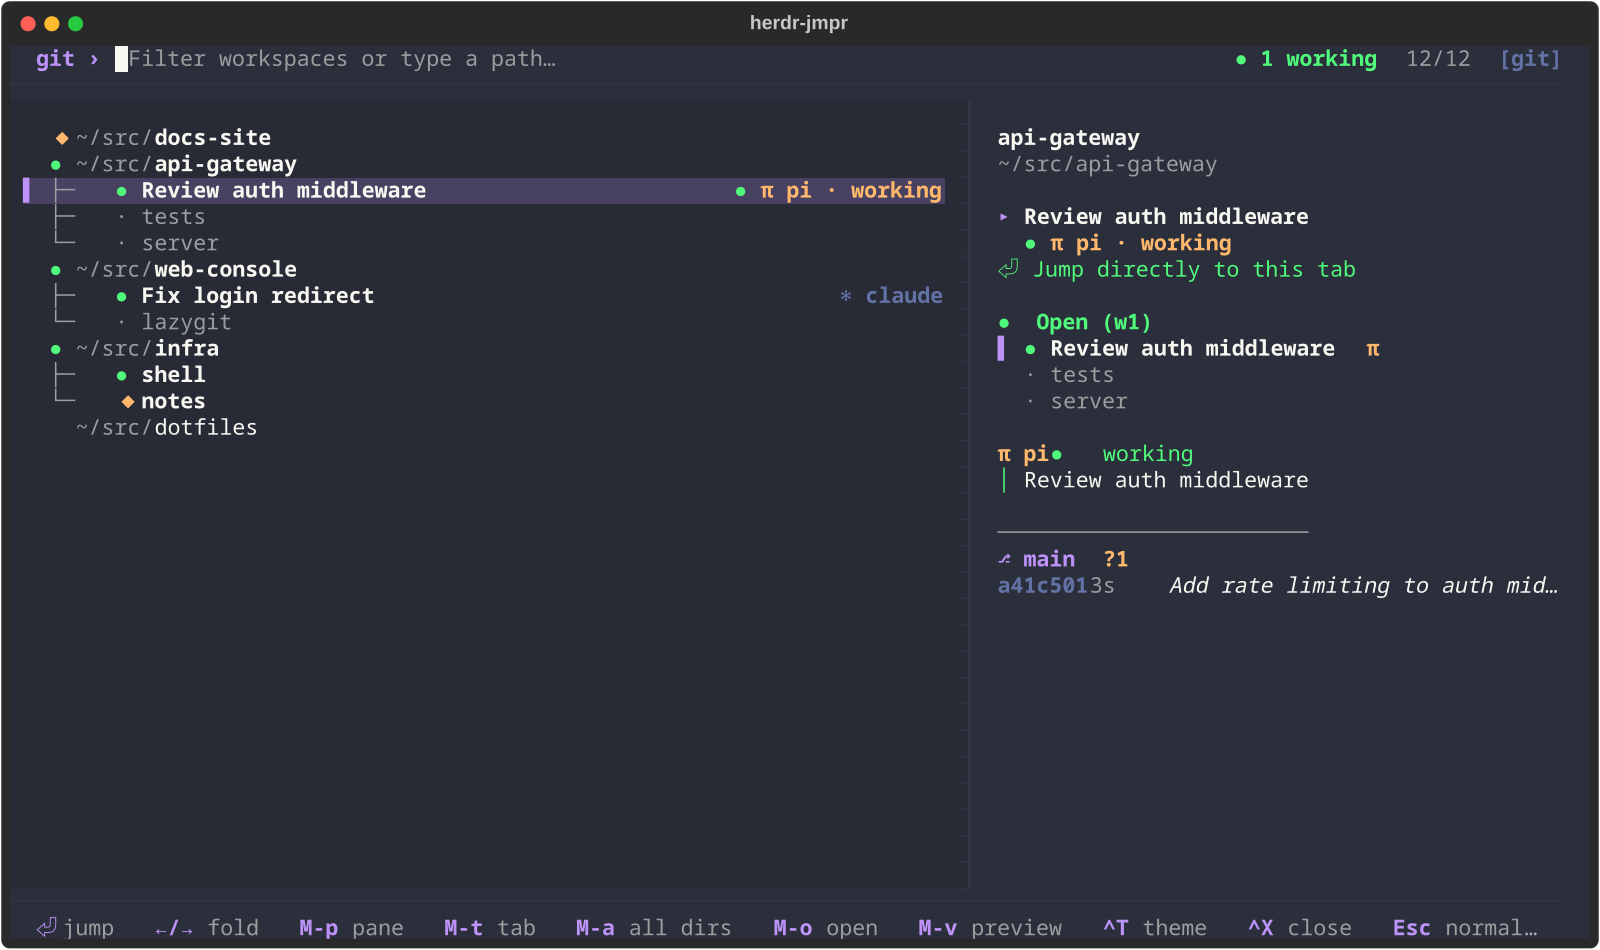 herdr-jmpr
git › Filter workspaces or type a path… ● 1 working 12/12 [git]
◆ ~/src/docs-site
● ~/src/api-gateway
├─ ● Review auth middleware ● π pi · working
├─ · tests
└─ · server
● ~/src/web-console
├─ ● Fix login redirect * claude
└─ · lazygit
● ~/src/infra
├─ ● shell
└─ ◆ notes
~/src/dotfiles
api-gateway
~/src/api-gateway
▸ Review auth middleware
● π pi · working
⏎ Jump directly to this tab
● Open (w1)
● Review auth middleware π
· tests
· server
π pi● working
│ Review auth middleware
⎇ main ?1
a41c5013s Add rate limiting to auth mid…
⏎ jump ←/→ fold M-p pane M-t tab M-a all dirs M-o open M-v preview ^T theme ^X close Esc normal…